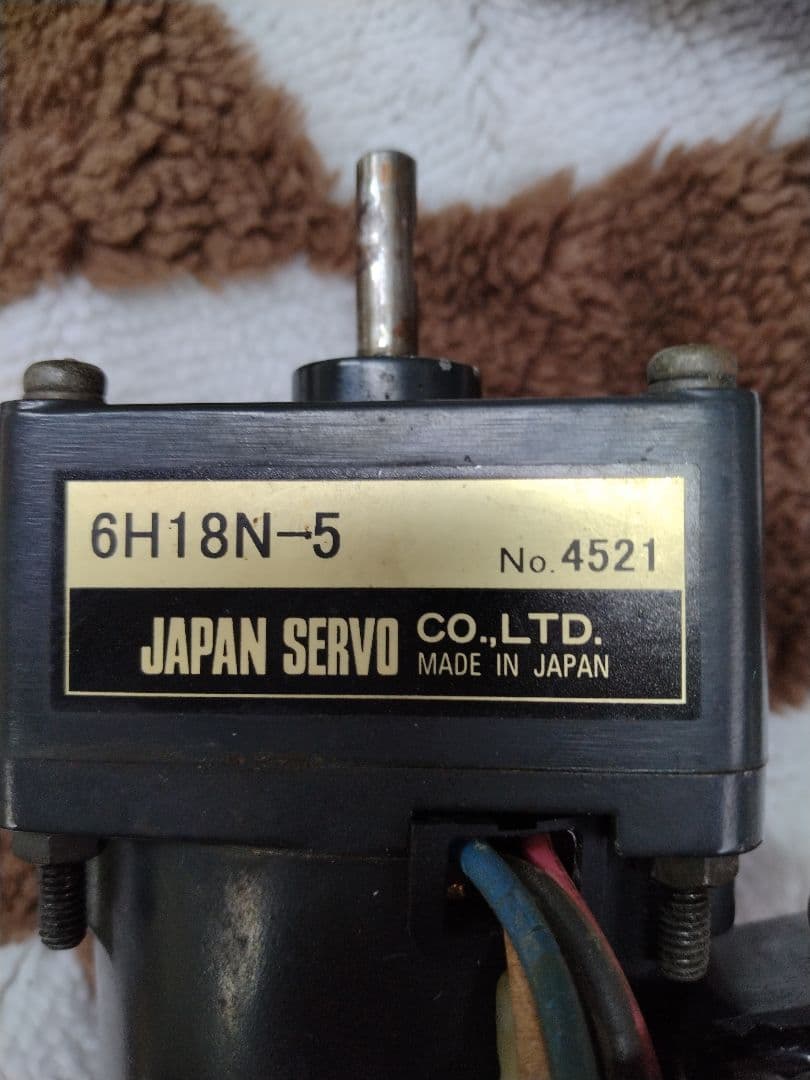 6H18N-5
No. 4521
JAPAN SERVO CO.,LTD.
MADE IN JAPAN